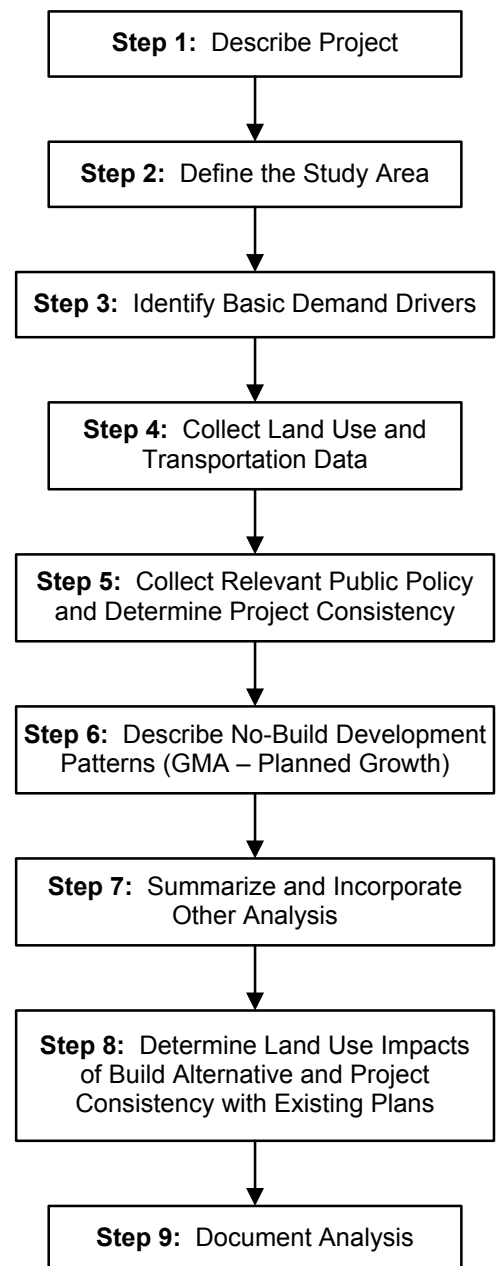 Step 1: Describe Project
Step 2: Define the Study Area
Step 3: Identify Basic Demand Drivers
Step 4: Collect Land Use and
Transportation Data
Step 5: Collect Relevant Public Policy
and Determine Project Consistency
Step 6: Describe No-Build Development
Patterns (GMA – Planned Growth)
Step 7: Summarize and Incorporate
Other Analysis
Step 8: Determine Land Use Impacts
of Build Alternative and Project
Consistency with Existing Plans
Step 9: Document Analysis